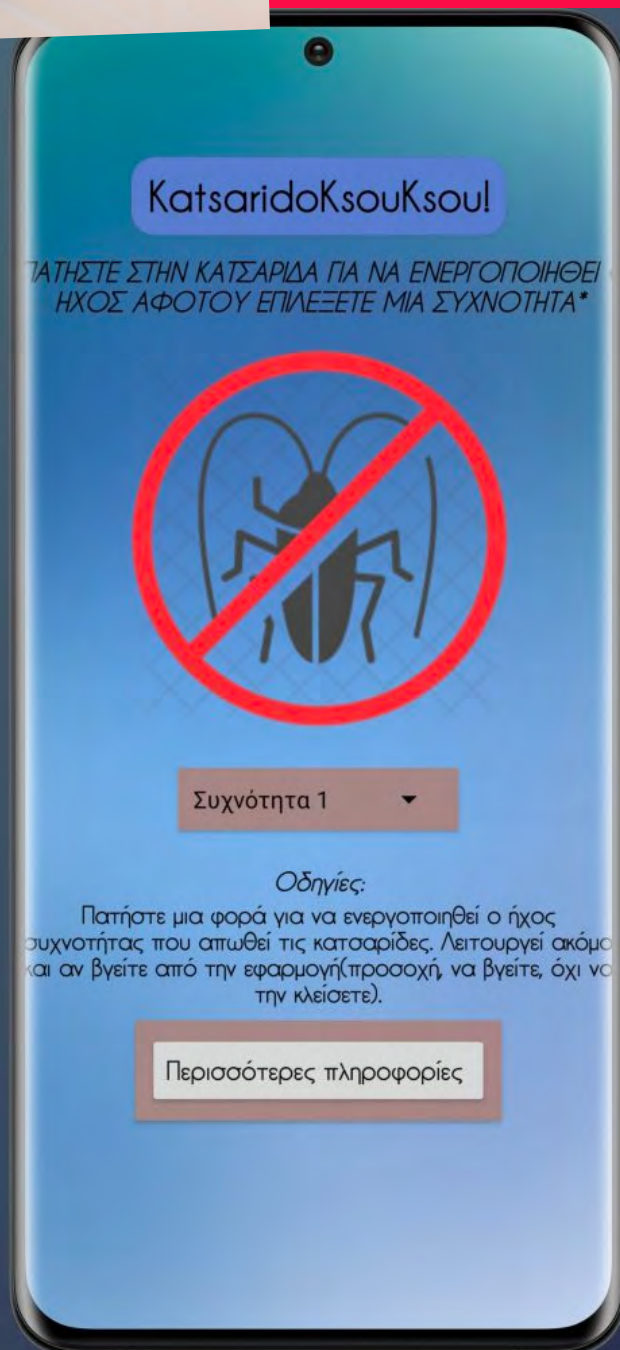 KatsaridoKsouKsou!
ΠΑΤΗΣΤΕ ΣΤΗΝ ΚΑΤΣΑΡΙΔΑ ΓΙΑ ΝΑ ΕΝΕΡΓΟΠΟΙΗΘΕΙ
ΗΧΟΣ ΑΦΟΤΟΥ ΕΠΙΛΕΞΕΤΕ ΜΙΑ ΣΥΧΝΟΤΗΤΑ*
Συχνότητα 1
Οδηγίες:
Πατήστε μια φορά για να ενεργοποιηθεί ο ήχος
συχνοτήτας που απωθεί τις κατσαρίδες. Λειτουργεί ακόμα
και αν βγείτε από την εφαρμογή(προσοχή, να βγείτε, όχι να
την κλείσετε).
Περισσότερες πληροφορίες